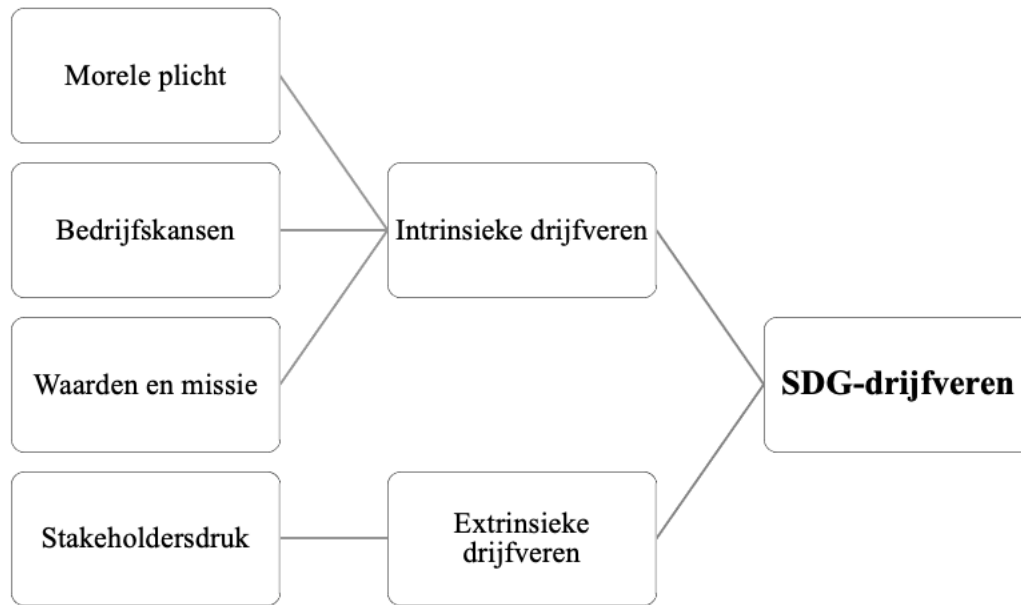 Morele plicht
Bedrijfskansen
Intrinsieke drijfveren
Waarden en missie
SDG-drijfveren
Stakeholdersdruk
Extrinsieke
drijfveren